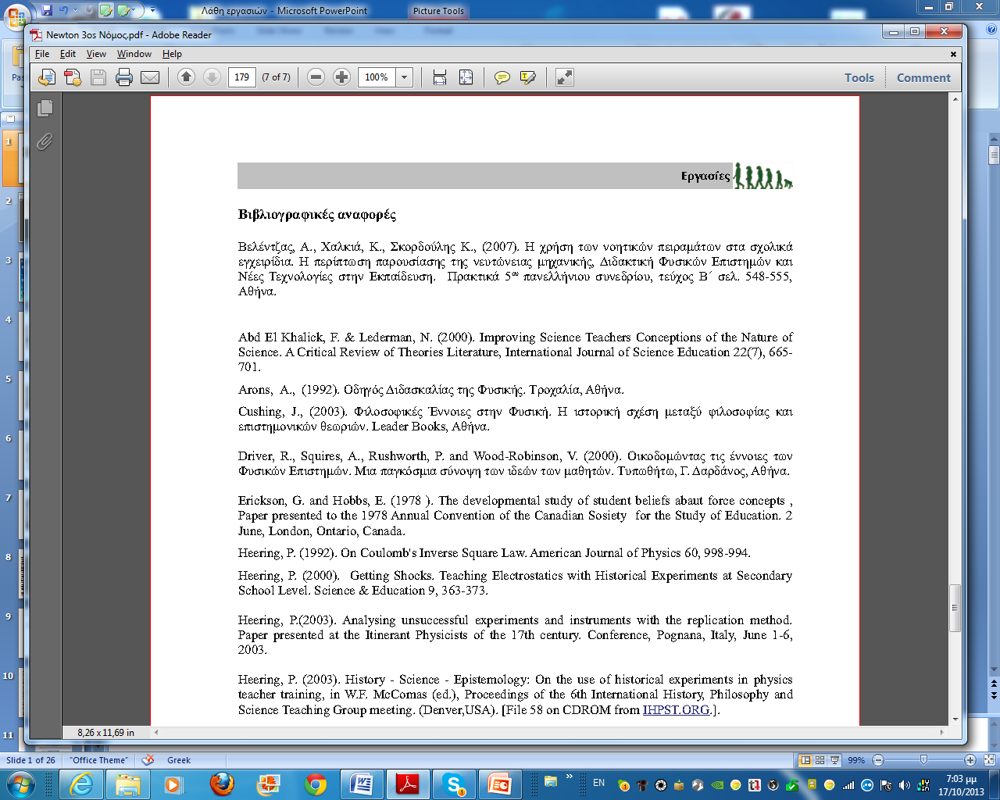 Λάθη εργασιών - Microsoft PowerPoint
Picture Tools
Newton 3os Νόμος.pdf - Adobe Reader
File Edit View Window Help
179 (7 of 7) 100% Tools Comment
Εργασίες
Βιβλιογραφικές αναφορές
Βελέντζας, Α., Χαλκιά, Κ., Σκορδούλης Κ., (2007). Η χρήση των νοητικών πειραμάτων στα σχολικά
εγχειρίδια. Η περίπτωση παρουσίασης της νευτώνειας μηχανικής, Διδακτική Φυσικών Επιστημών και
Νέες Τεχνολογίες στην Εκπαίδευση. Πρακτικά 5ου πανελλήνιου συνεδρίου, τεύχος Β΄ σελ. 548-555,
Αθήνα.
Abd El Khalick, F. & Lederman, N. (2000). Improving Science Teachers Conceptions of the Nature of
Science. A Critical Review of Theories Literature, International Journal of Science Education 22(7), 665-
701.
Arons, A., (1992). Οδηγός Διδασκαλίας της Φυσικής. Τροχαλία, Αθήνα.
Cushing, J., (2003). Φιλοσοφικές Έννοιες στην Φυσική. Η ιστορική σχέση μεταξύ φιλοσοφίας και
επιστημονικών θεωριών. Leader Books, Αθήνα.
Driver, R., Squires, A., Rushworth, P. and Wood-Robinson, V. (2000). Οικοδομώντας τις έννοιες των
Φυσικών Επιστημών. Μια παγκόσμια σύνοψη των ιδεών των μαθητών. Τυπωθήτω, Γ. Δαρδάνος, Αθήνα.
Erickson, G. and Hobbs, E. (1978 ). The developmental study of student beliefs abaut force concepts ,
Paper presented to the 1978 Annual Convention of the Canadian Sosiety for the Study of Education. 2
June, London, Ontario, Canada.
Heering, P. (1992). On Coulomb's Inverse Square Law. American Journal of Physics 60, 998-994.
Heering, P. (2000). Getting Shocks. Teaching Electrostatics with Historical Experiments at Secondary
School Level. Science & Education 9, 363-373.
Heering, P.(2003). Analysing unsuccessful experiments and instruments with the replication method.
Paper presented at the Itinerant Physicists of the 17th century. Conference, Pognana, Italy, June 1-6,
2003.
Heering, P. (2003). History - Science - Epistemology: On the use of historical experiments in physics
teacher training, in W.F. McComas (ed.), Proceedings of the 6th International History, Philosophy and
Science Teaching Group meeting. (Denver,USA). [File 58 on CDROM from IHPST.ORG.].
8,26 x 11,69 in
1
2
3
4
5
6
7
8
9
10
11
Slide 1 of 26 "Office Theme" Greek 99%
EN 7:03 μμ
17/10/2013